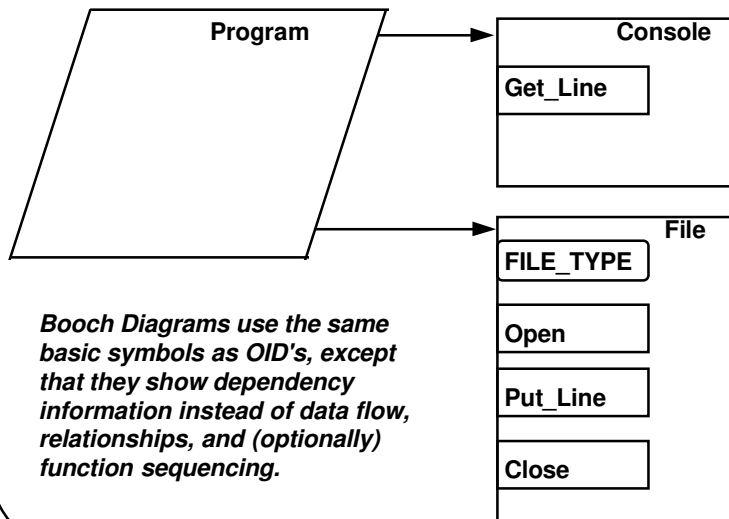 Program
Console
Get_Line
File
FILE_TYPE
Open
Put_Line
Close
Booch Diagrams use the same
basic symbols as OID's, except
that they show dependency
information instead of data flow,
relationships, and (optionally)
function sequencing.